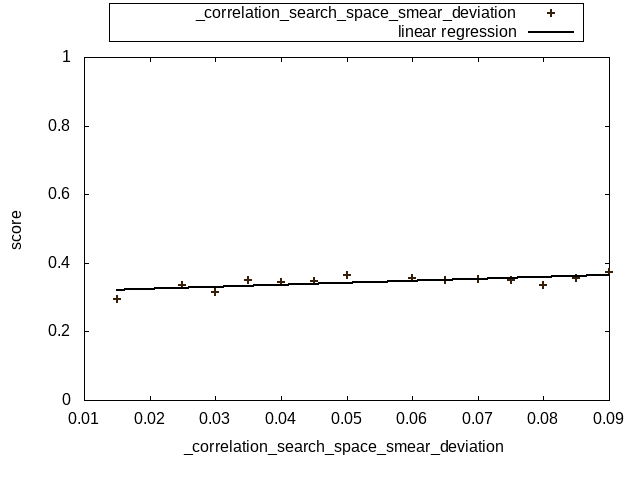 _correlation_search_space_smear_deviation
linear regression
1
0.8
0.6
0.4
0.2
0
score
0.01 0.02 0.03 0.04 0.05 0.06 0.07 0.08 0.09
_correlation_search_space_smear_deviation